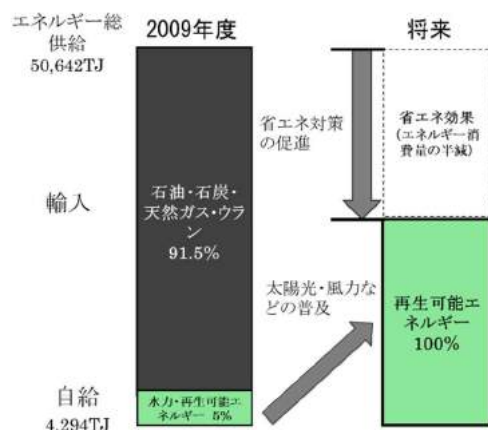 エネルギー総
供給
50,642TJ
2009年度
将来
省エネ対策
の促進
省エネ効果
(エネルギー消
費量の半減)
輸入
石油・石炭・
天然ガス・ウラ
ン
91.5%
太陽光・風力な
どの普及
再生可能エ
ネルギー
100%
自給
4,294TJ
水力・再生可能エ
ネルギー 5%